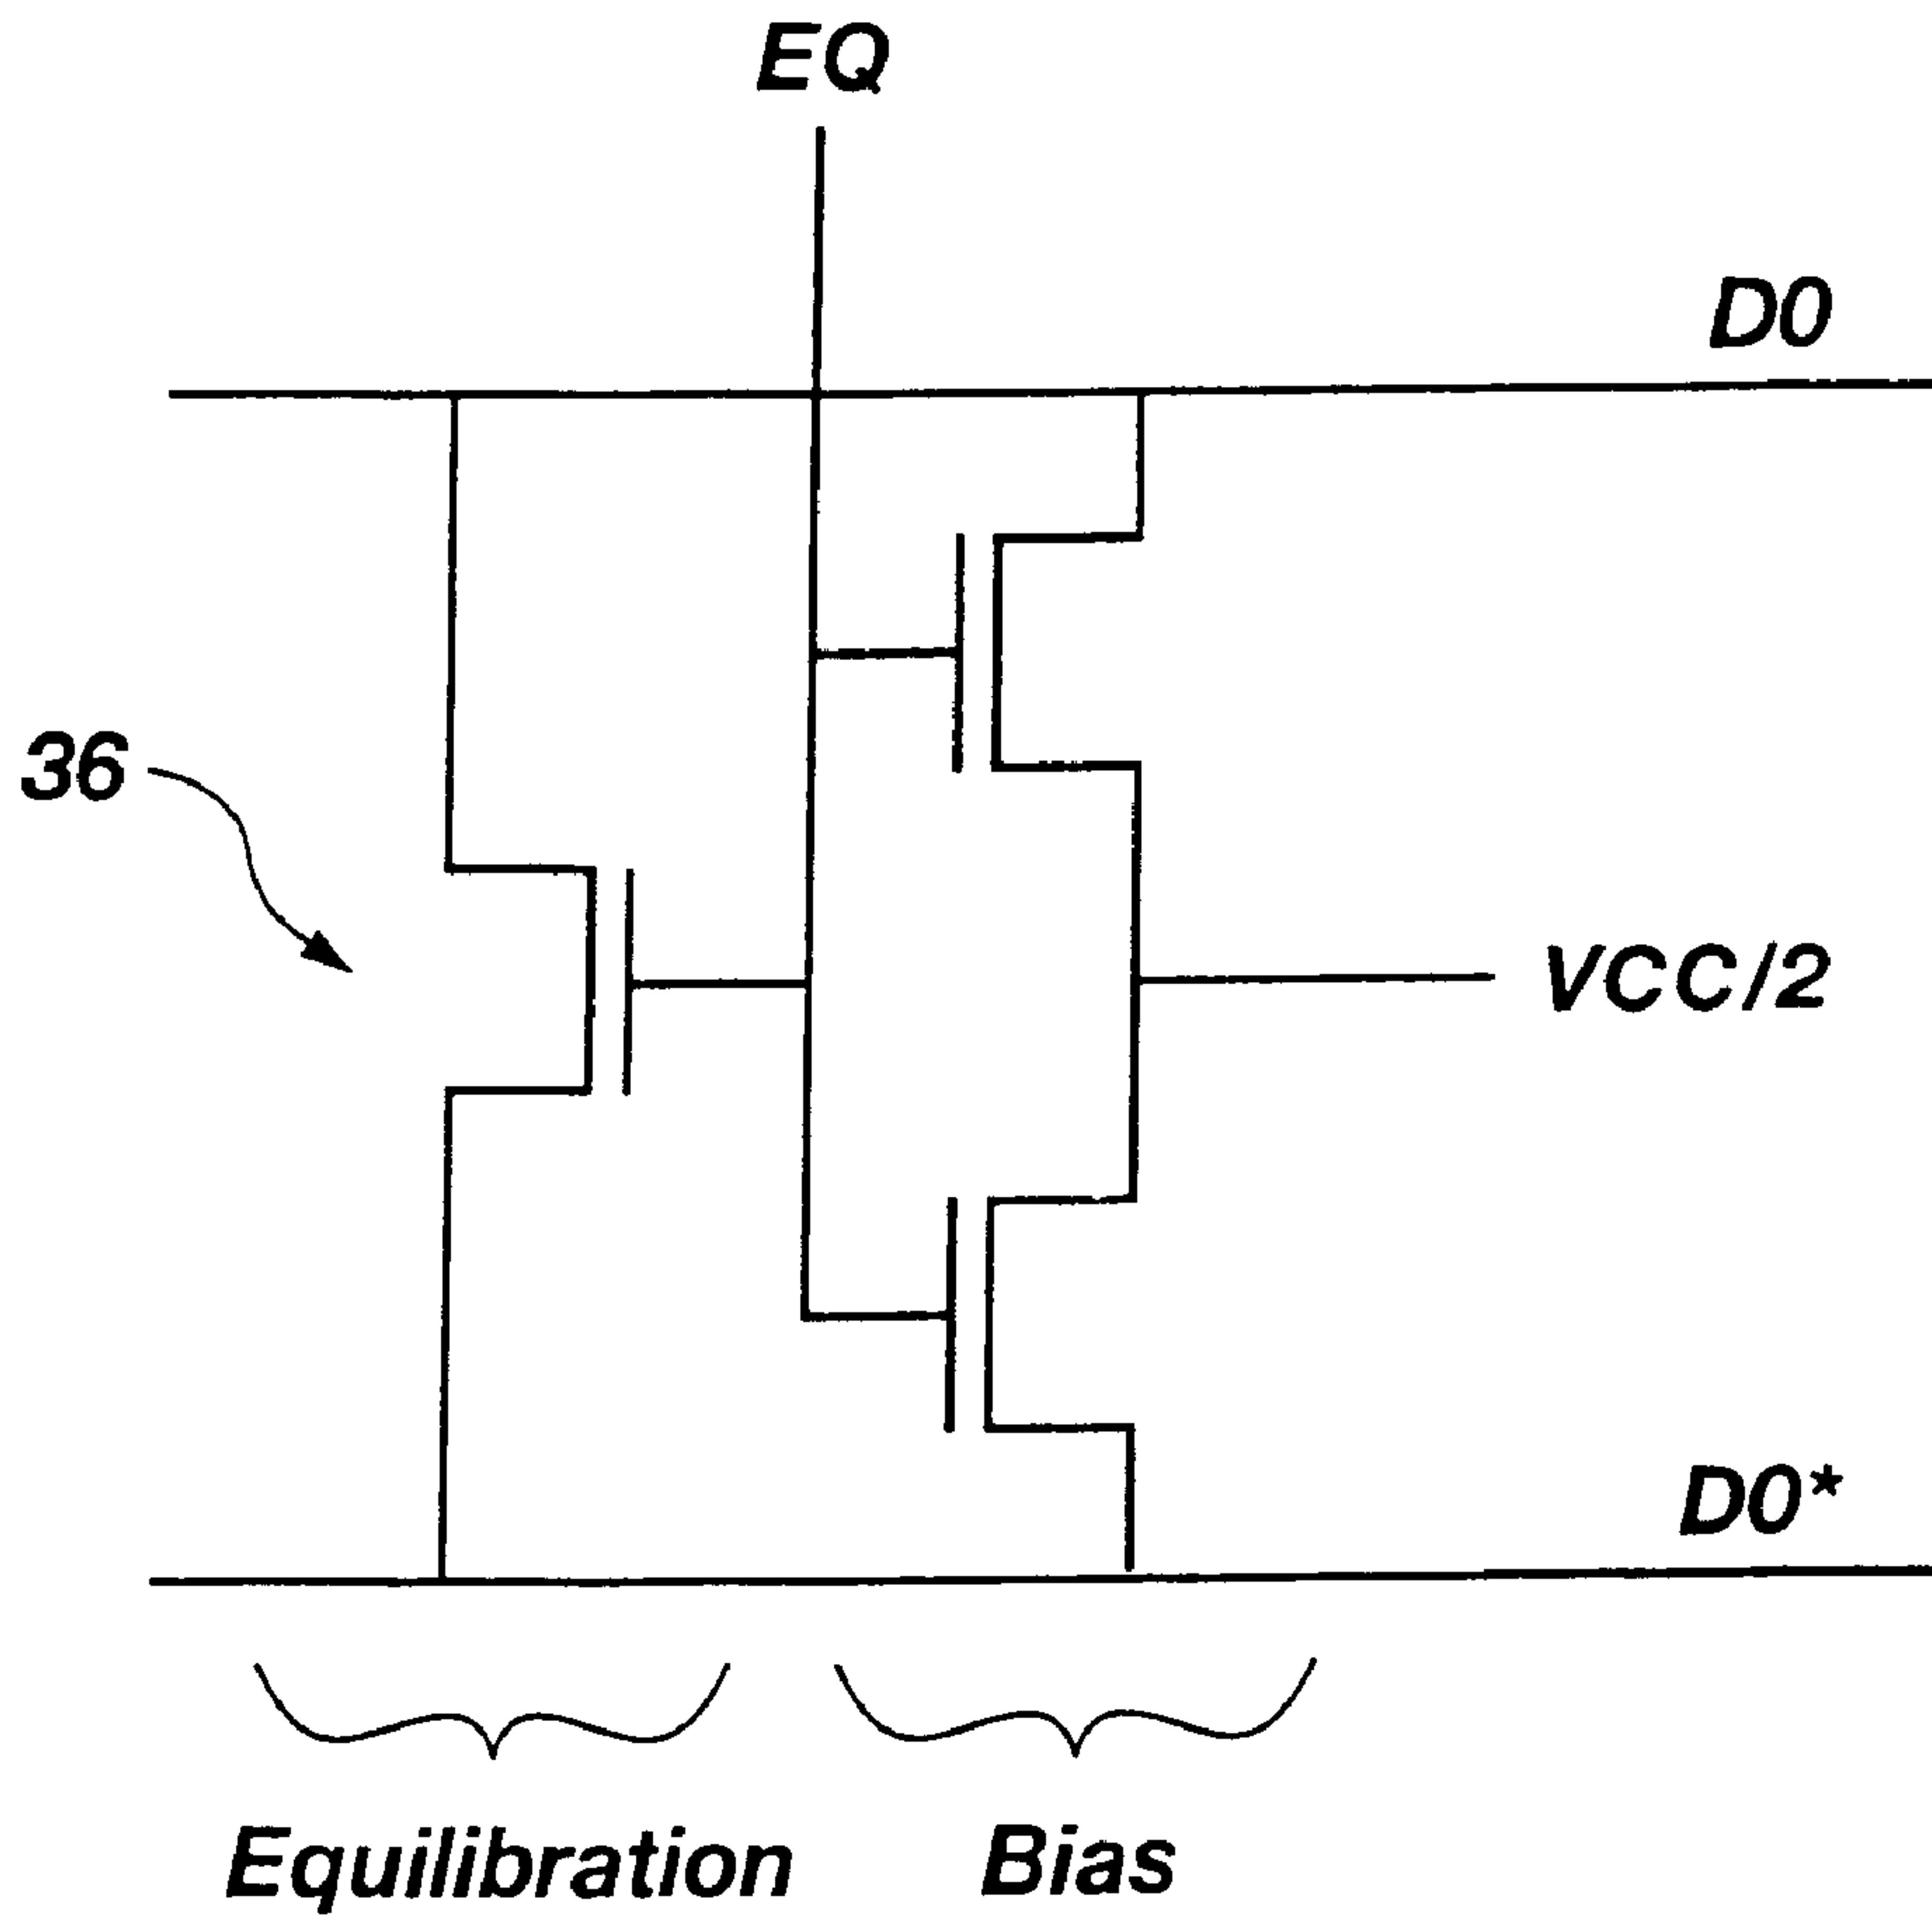 EQ
D0
36
VCC/2
D0*
Equilibration
Bias